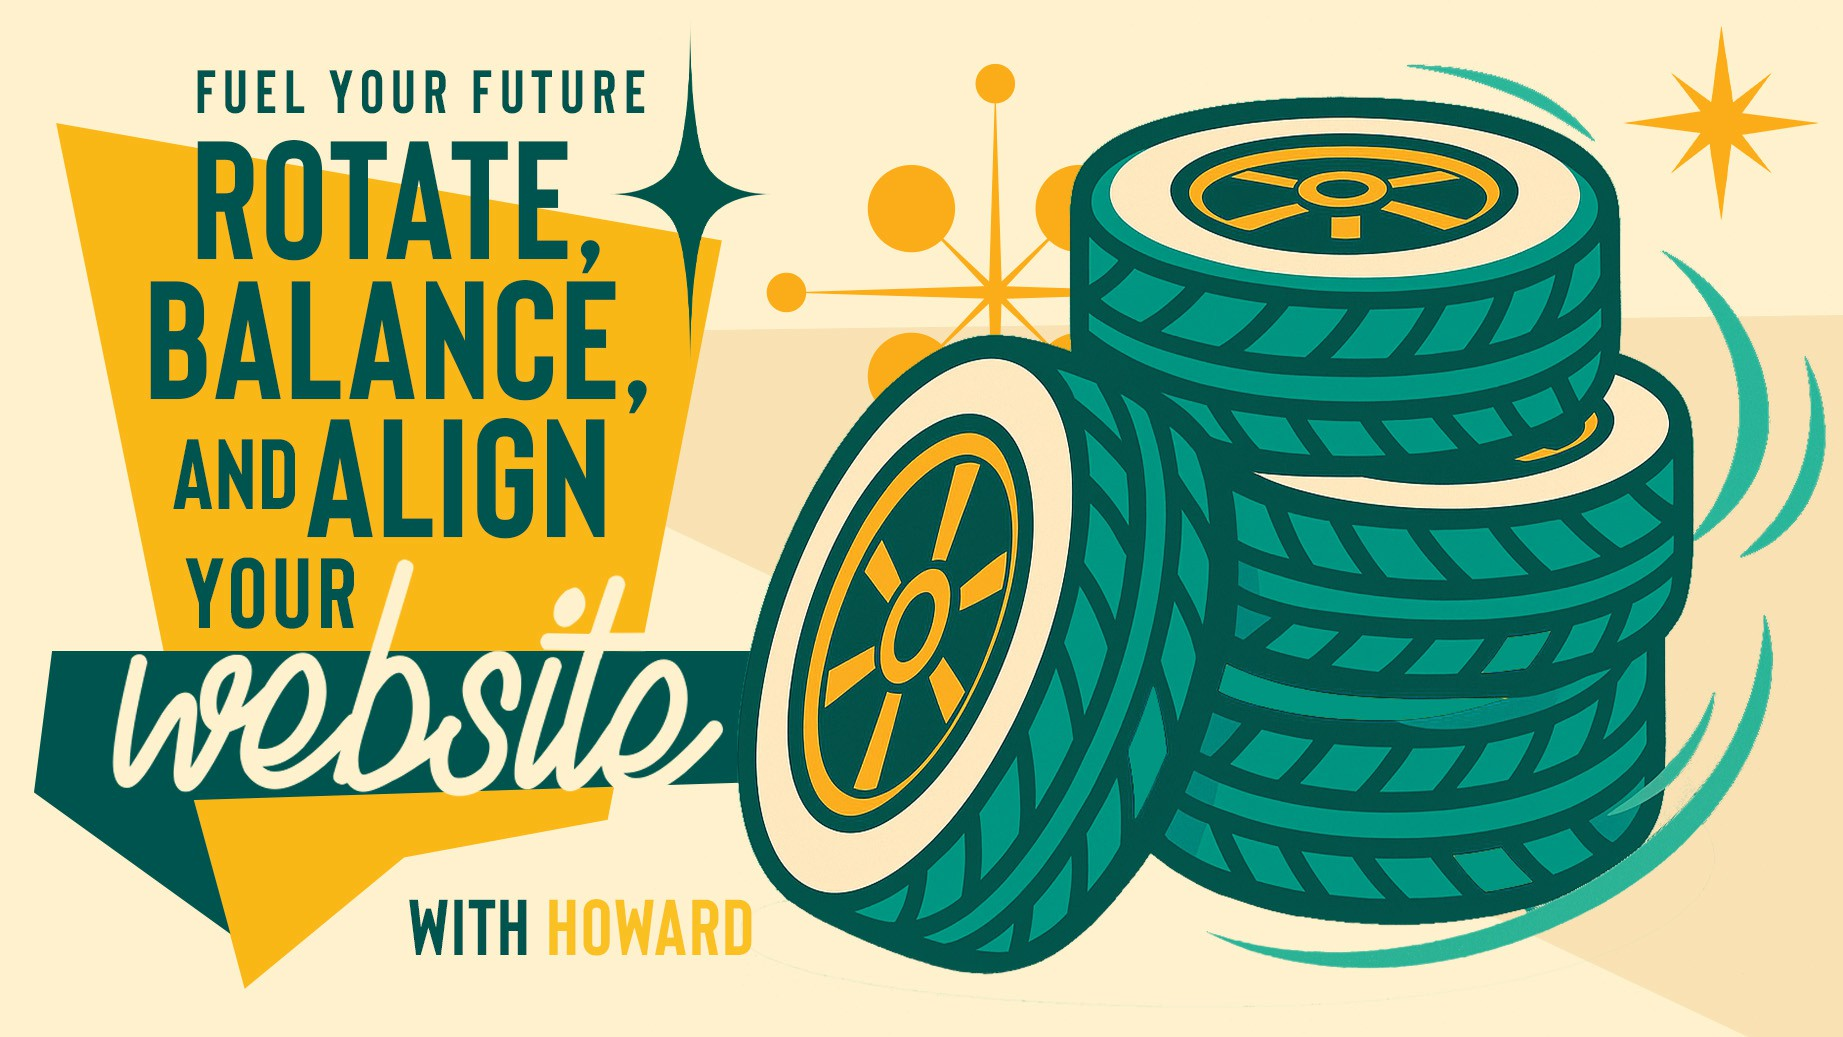 FUEL YOUR FUTURE
ROTATE,
BALANCE,
AND ALIGN
YOUR
website
WITH HOWARD